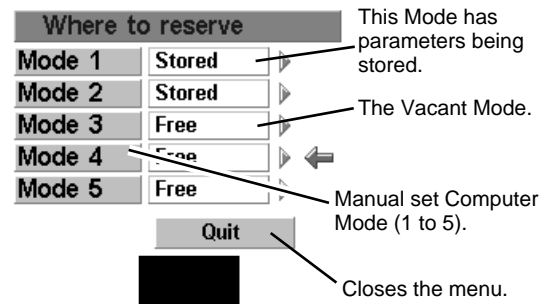 Where to reserve
Mode 1 Stored
Mode 2 Stored
Mode 3 Free
Mode 4 Free
Mode 5 Free
Quit
This Mode has
parameters being
stored.
The Vacant Mode.
Manual set Computer
Mode (1 to 5).
Closes the menu.